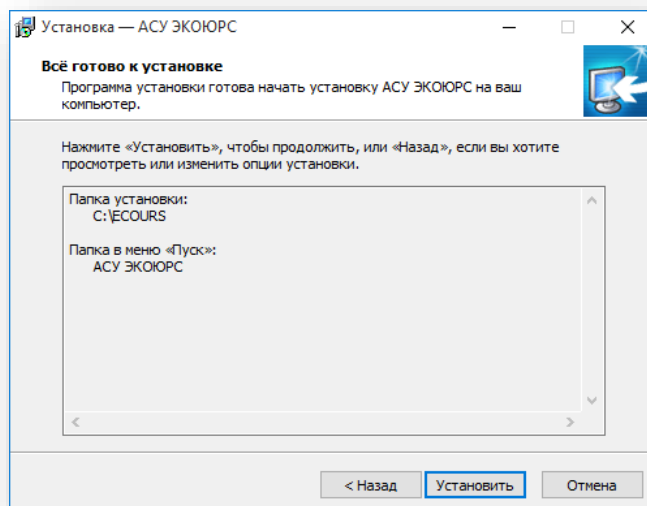 Установка — АСУ ЭКОЮРС
Всё готово к установке
Программа установки готова начать установку АСУ ЭКОЮРС на ваш
компьютер.
Нажмите «Установить», чтобы продолжить, или «Назад», если вы хотите
просмотреть или изменить опции установки.
Папка установки:
C:\ECOURS
Папка в меню «Пуск»:
АСУ ЭКОЮРС
< Назад
Установить
Отмена